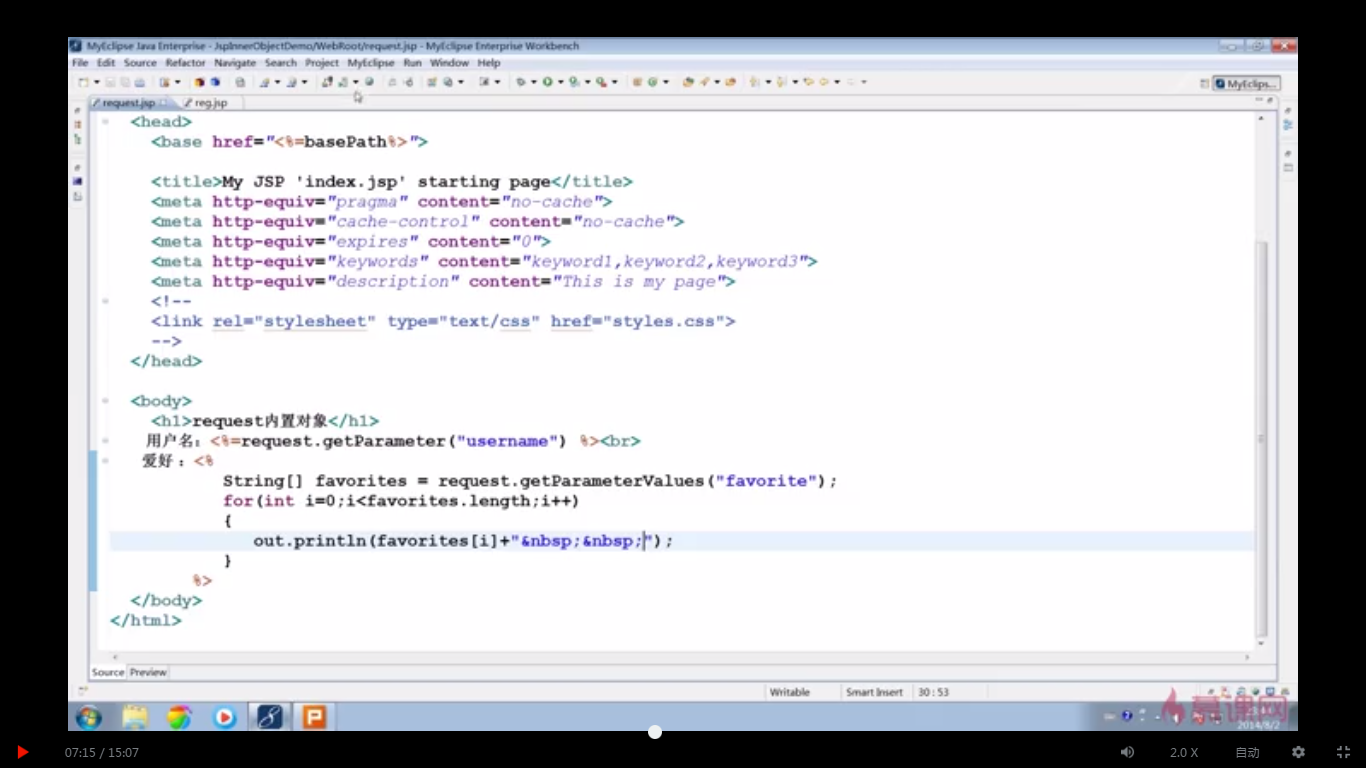 MyEclipse Java Enterprise - JspInnerObjectDemo/WebRoot/request.jsp - MyEclipse Enterprise Workbench
File Edit Source Refactor Navigate Search Project MyEclipse Run Window Help
MyEclips...
request.jsp reg.jsp
<head>
<base href="<%=basePath%>">
<title>My JSP 'index.jsp' starting page</title>
<meta http-equiv="pragma" content="no-cache">
<meta http-equiv="cache-control" content="no-cache">
<meta http-equiv="expires" content="0">
<meta http-equiv="keywords" content="keyword1,keyword2,keyword3">
<meta http-equiv="description" content="This is my page">
<!--
<link rel="stylesheet" type="text/css" href="styles.css">
-->
</head>
<body>
<h1>request内置对象</h1>
用户名：<%=request.getParameter("username") %><br>
爱好：<%
String[] favorites = request.getParameterValues("favorite");
for(int i=0;i<favorites.length;i++)
{
out.println(favorites[i]+"&nbsp;&nbsp;");
}
%>
</body>
</html>
Source Preview
Writable Smart Insert 30 : 53
慕课网
2014/8/2
07:15 / 15:07 2.0 X 自动